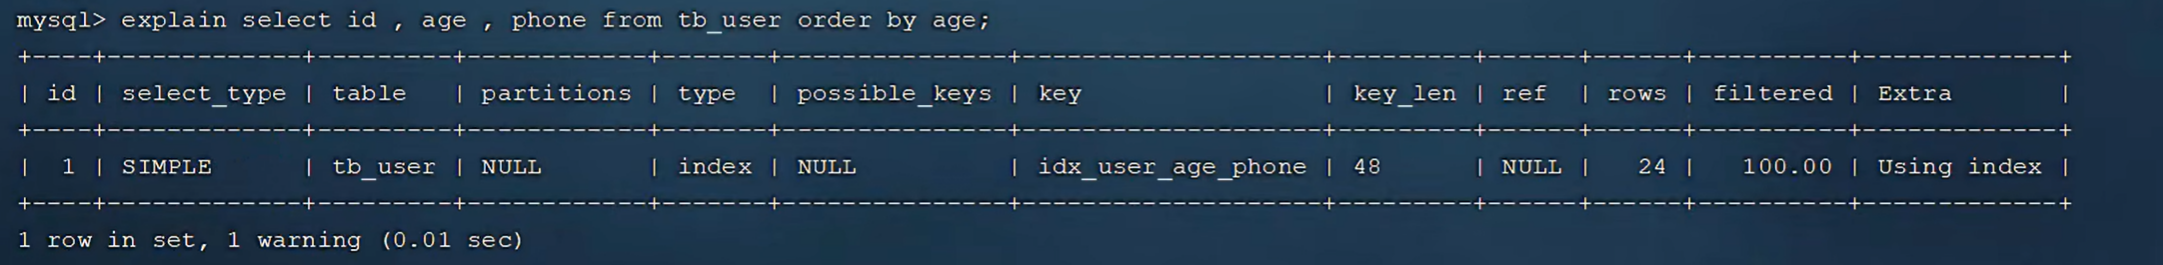 mysql> explain select id , age , phone from tb_user order by age;
+----+-------------+---------+------------+-------+---------------+--------------------+---------+------+------+----------+-------------+
| id | select_type | table   | partitions | type  | possible_keys | key                | key_len | ref  | rows | filtered | Extra       |
+----+-------------+---------+------------+-------+---------------+--------------------+---------+------+------+----------+-------------+
|  1 | SIMPLE      | tb_user | NULL       | index | NULL          | idx_user_age_phone | 48      | NULL |   24 |   100.00 | Using index |
+----+-------------+---------+------------+-------+---------------+--------------------+---------+------+------+----------+-------------+
1 row in set, 1 warning (0.01 sec)